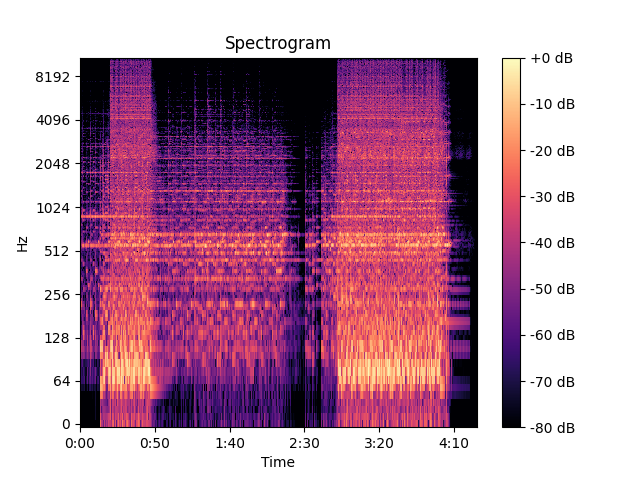 Spectrogram
8192
4096
2048
1024
512
256
128
64
0
Hz
0:00 0:50 1:40 2:30 3:20 4:10
Time
+0 dB
-10 dB
-20 dB
-30 dB
-40 dB
-50 dB
-60 dB
-70 dB
-80 dB